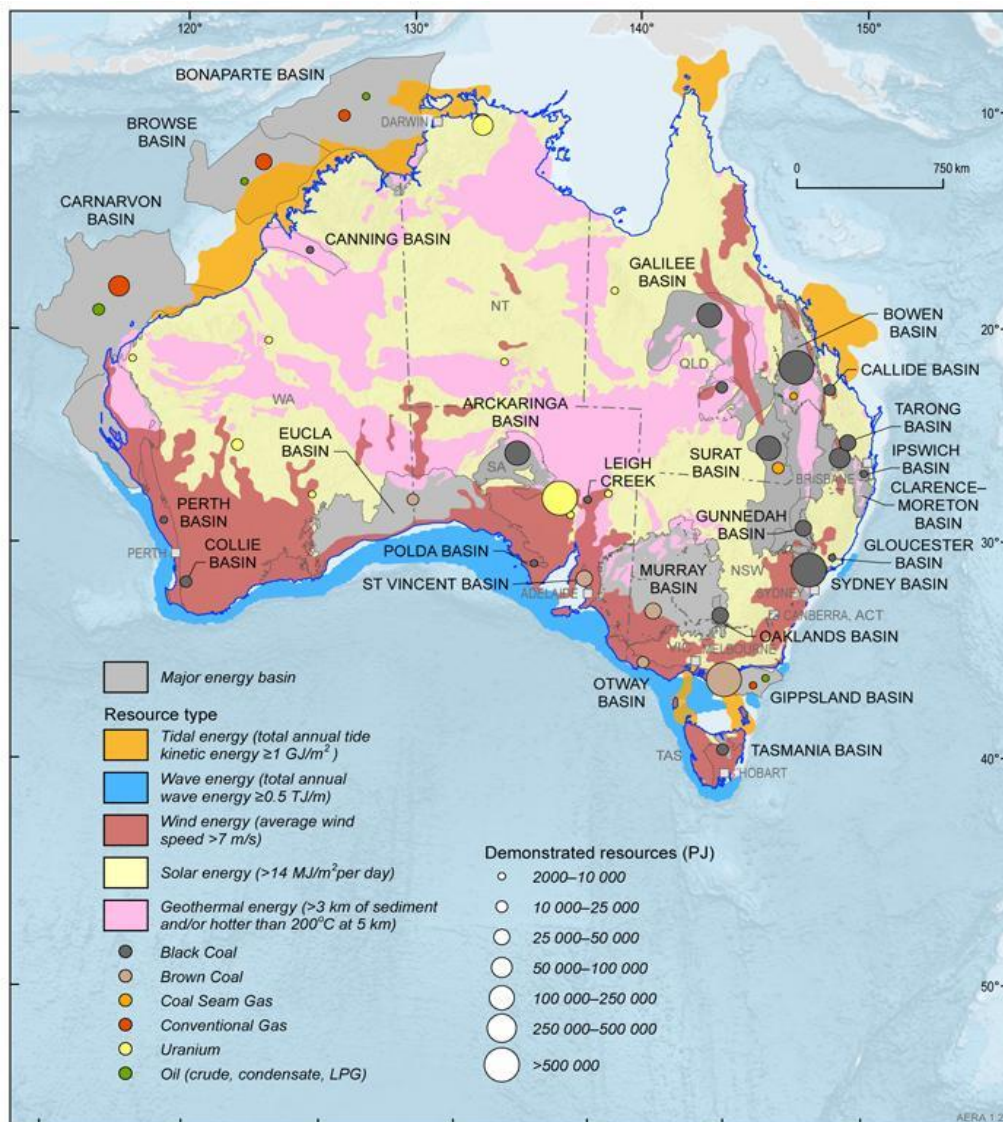 120°
130°
140°
150°
BONAPARTE BASIN
10°
10°
DARWIN
BROWSE
BASIN
0
750 km
CARNARVON
BASIN
CANNING BASIN
GALILEE
BASIN
NT
BOWEN
BASIN
20°
20°
QLD
CALLIDE BASIN
WA
ARCKARINGA
BASIN
TARONG
BASIN
EUCLA
BASIN
SURAT
BASIN
IPSWICH
BASIN
SA
LEIGH
CREEK
BRISBANE
CLARENCE–
MORETON
BASIN
PERTH
BASIN
GUNNEDAH
BASIN
30°
30°
PERTH
COLLIE
BASIN
POLDA BASIN
GLOUCESTER
BASIN
MURRAY
BASIN
NSW
ST VINCENT BASIN
SYDNEY BASIN
ADELAIDE
SYDNEY
CANBERRA, ACT
OAKLANDS BASIN
VIC
MELBOURNE
OTWAY
BASIN
GIPPSLAND BASIN
TASMANIA BASIN
TAS
HOBART
40°
40°
50°
Major energy basin
Resource type
Tidal energy (total annual tide
kinetic energy ≥1 GJ/m²)
Wave energy (total annual
wave energy ≥0.5 TJ/m)
Wind energy (average wind
speed >7 m/s)
Solar energy (>14 MJ/m²per day)
Geothermal energy (>3 km of sediment
and/or hotter than 200°C at 5 km)
Black Coal
Brown Coal
Coal Seam Gas
Conventional Gas
Uranium
Oil (crude, condensate, LPG)
Demonstrated resources (PJ)
2000–10 000
10 000–25 000
25 000–50 000
50 000–100 000
100 000–250 000
250 000–500 000
>500 000
AERA 1.2